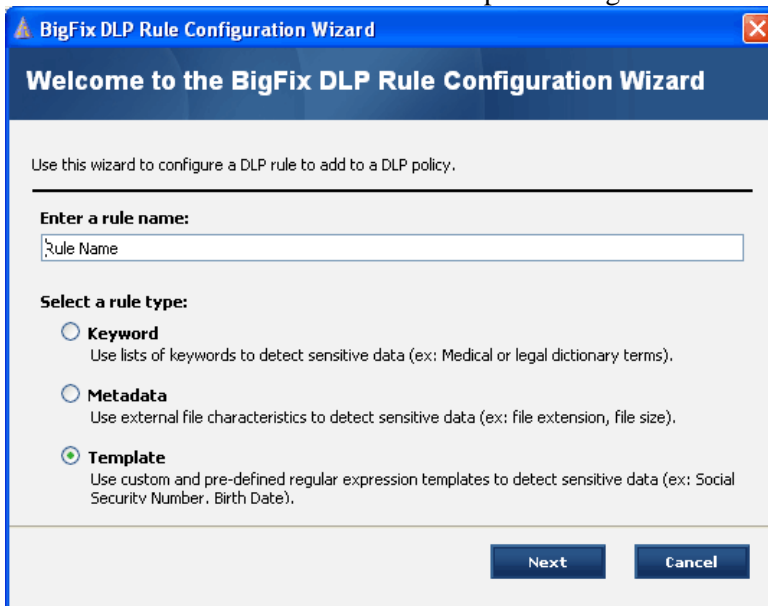 BigFix DLP Rule Configuration Wizard
Welcome to the BigFix DLP Rule Configuration Wizard
Use this wizard to configure a DLP rule to add to a DLP policy.
Enter a rule name:
Rule Name
Select a rule type:
Keyword
Use lists of keywords to detect sensitive data (ex: Medical or legal dictionary terms).
Metadata
Use external file characteristics to detect sensitive data (ex: file extension, file size).
Template
Use custom and pre-defined regular expression templates to detect sensitive data (ex: Social
Security Number, Birth Date).
Next Cancel